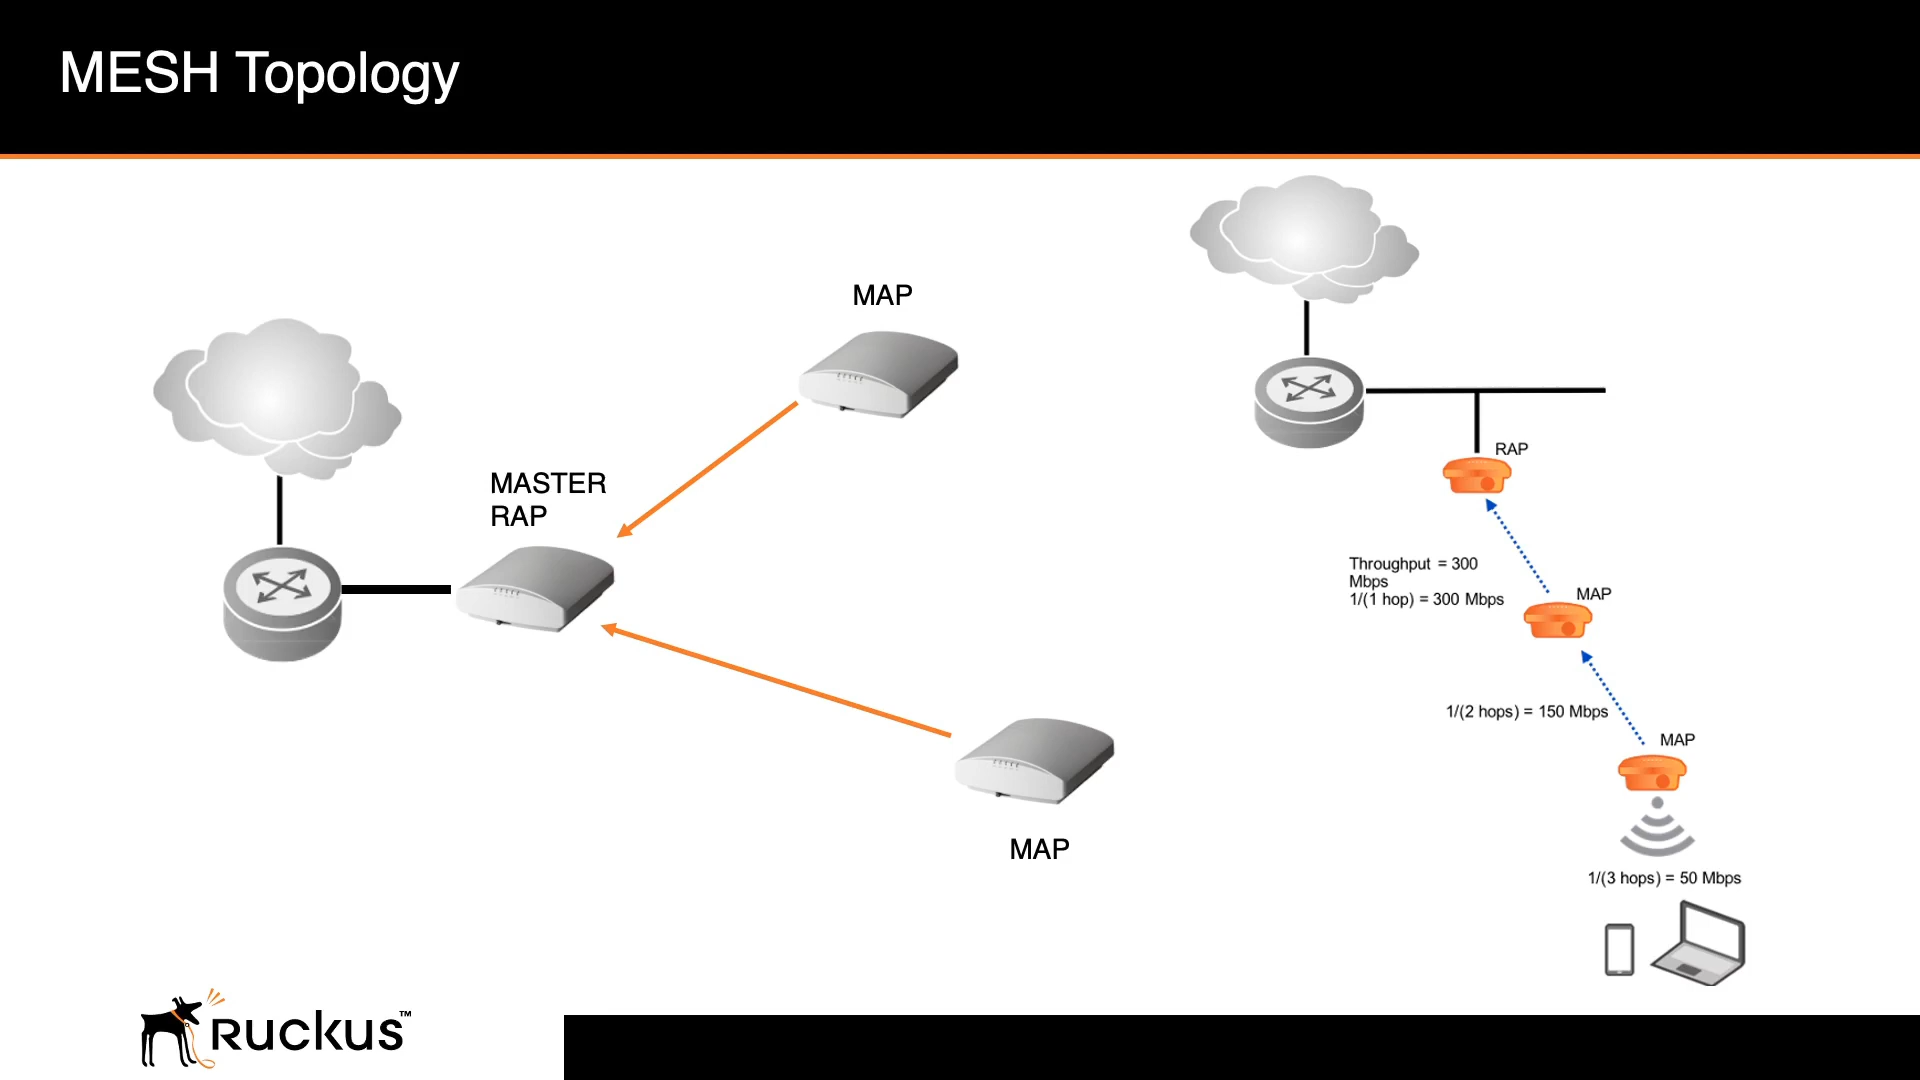 MESH Topology
MAP
MASTER
RAP
MAP
RAP
Throughput = 300
Mbps
1/(1 hop) = 300 Mbps
MAP
1/(2 hops) = 150 Mbps
MAP
1/(3 hops) = 50 Mbps
RUCKUS™